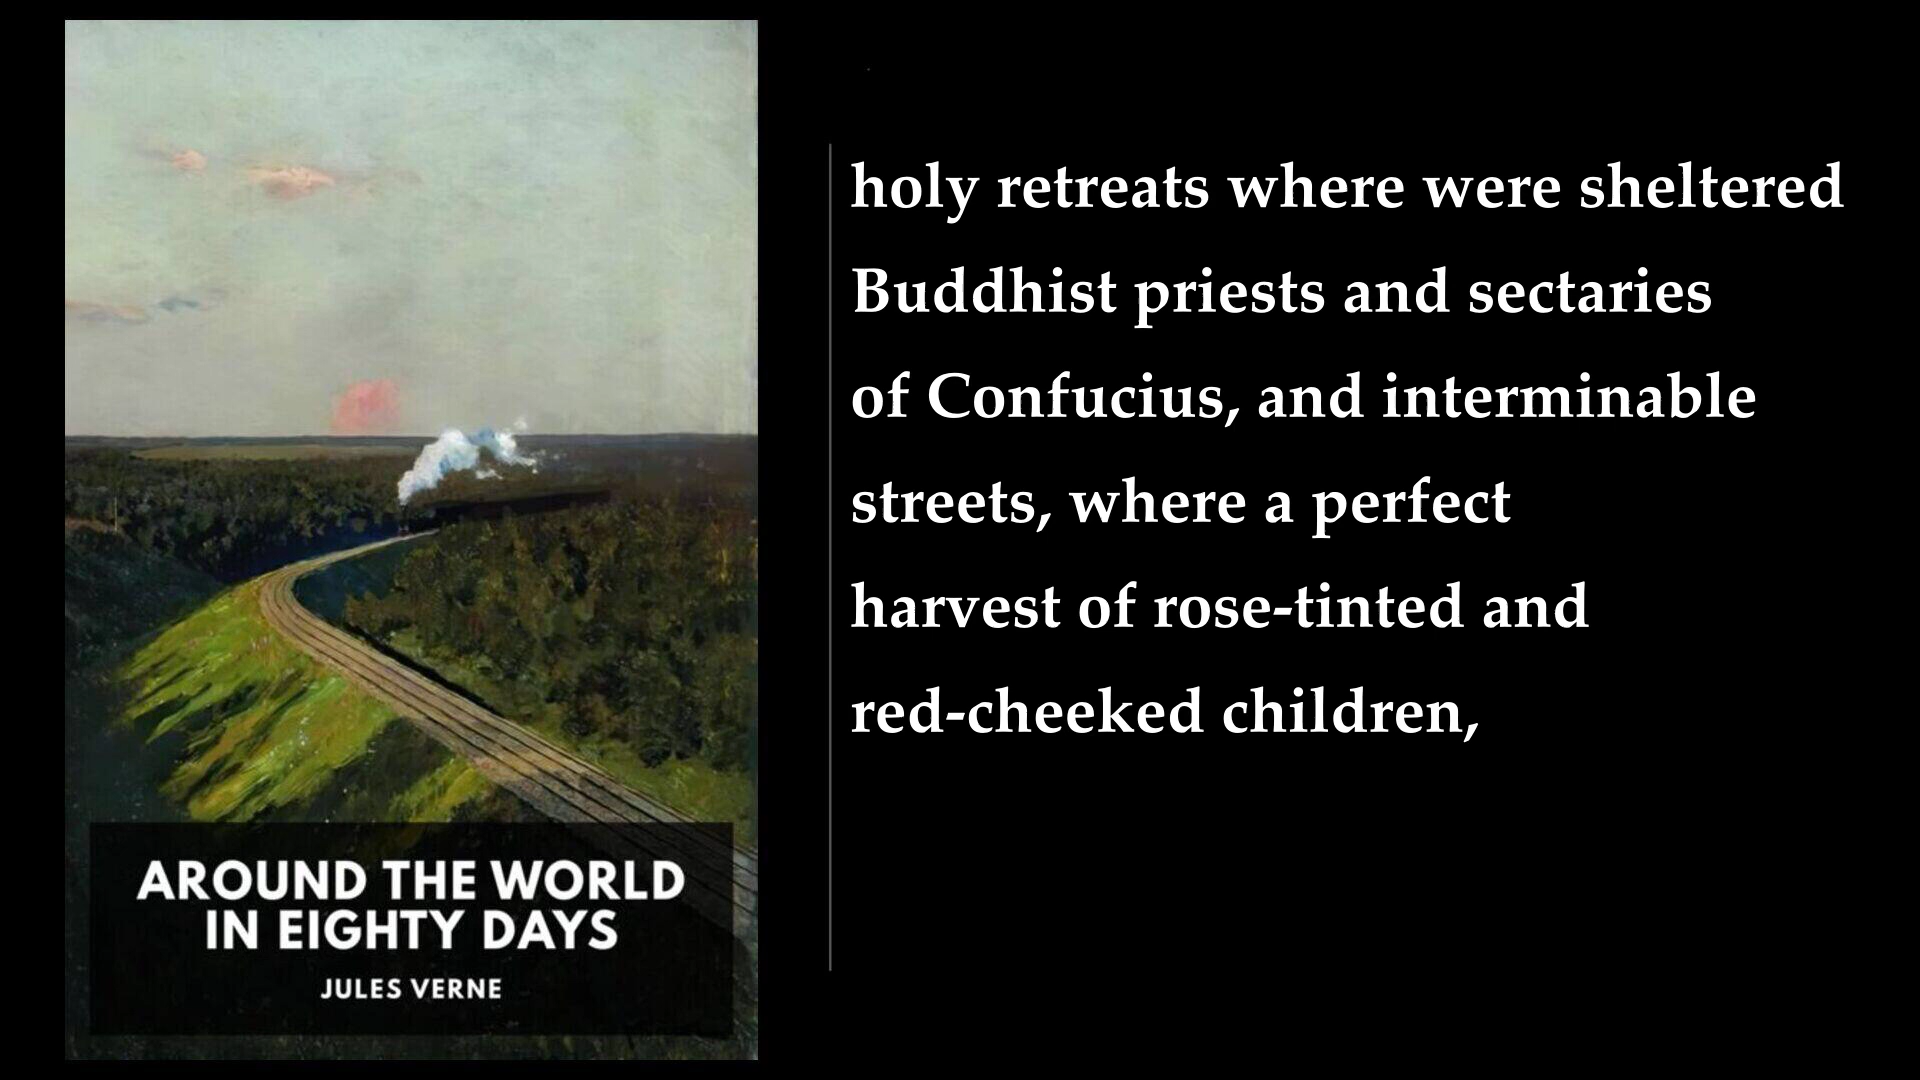 holy retreats where were sheltered
Buddhist priests and sectaries
of Confucius, and interminable
streets, where a perfect
harvest of rose-tinted and
red-cheeked children,
AROUND THE WORLD
IN EIGHTY DAYS
JULES VERNE